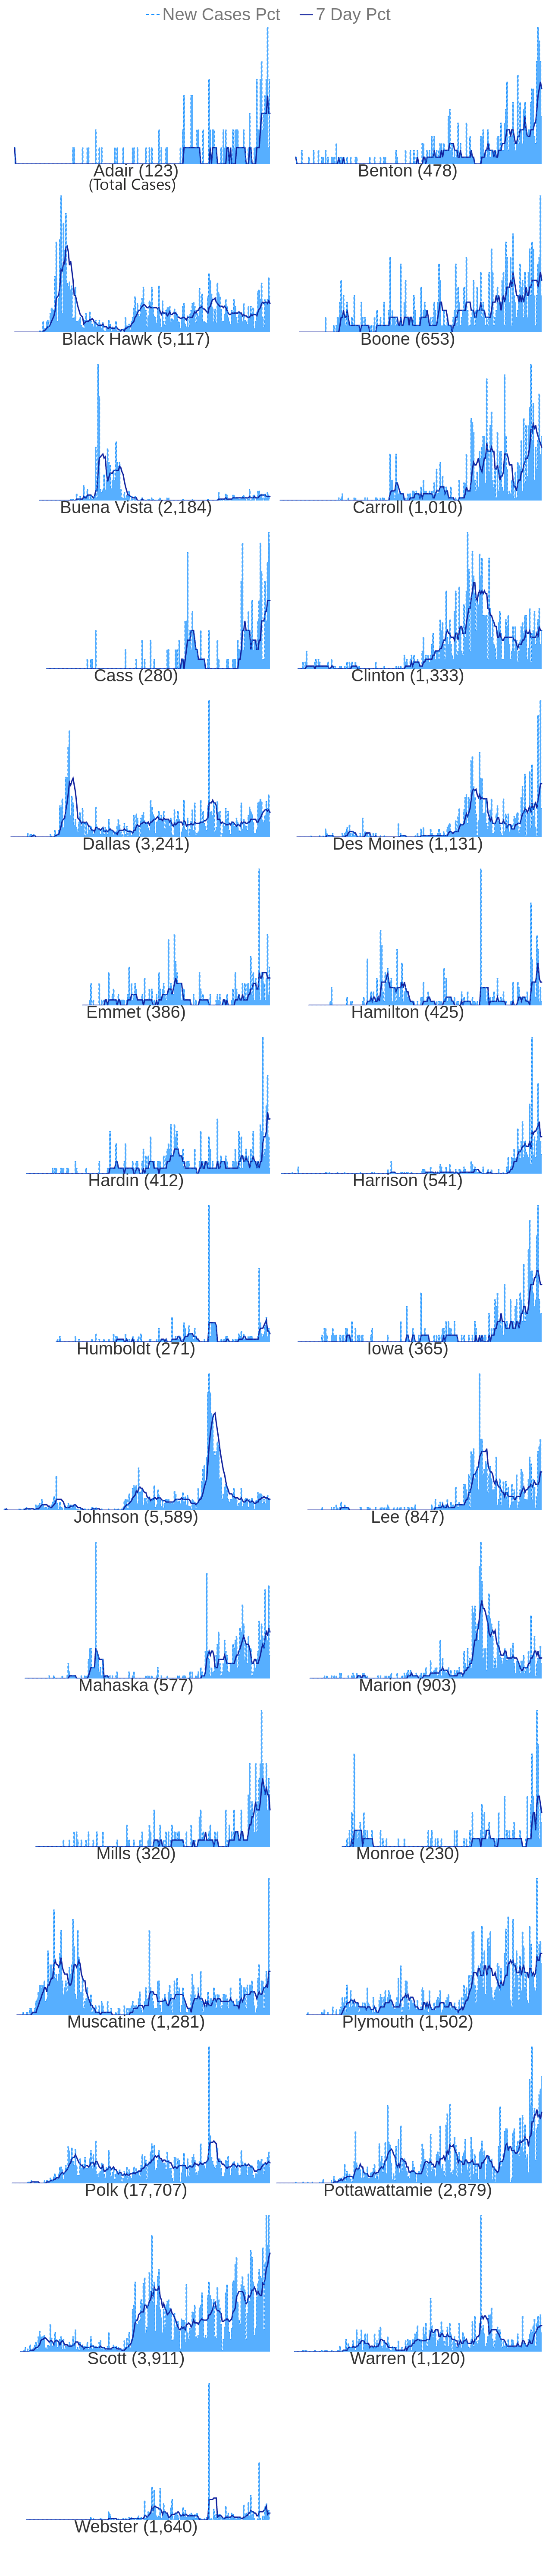 New Cases Pct 7 Day Pct
Adair (123) Benton (478)
(Total Cases)
Black Hawk (5,117) Boone (653)
Buena Vista (2,184) Carroll (1,010)
Cass (280) Clinton (1,333)
Dallas (3,241) Des Moines (1,131)
Emmet (386) Hamilton (425)
Hardin (412) Harrison (541)
Humboldt (271) Iowa (365)
Johnson (5,589) Lee (847)
Mahaska (577) Marion (903)
Mills (320) Monroe (230)
Muscatine (1,281) Plymouth (1,502)
Polk (17,707) Pottawattamie (2,879)
Scott (3,911) Warren (1,120)
Webster (1,640)